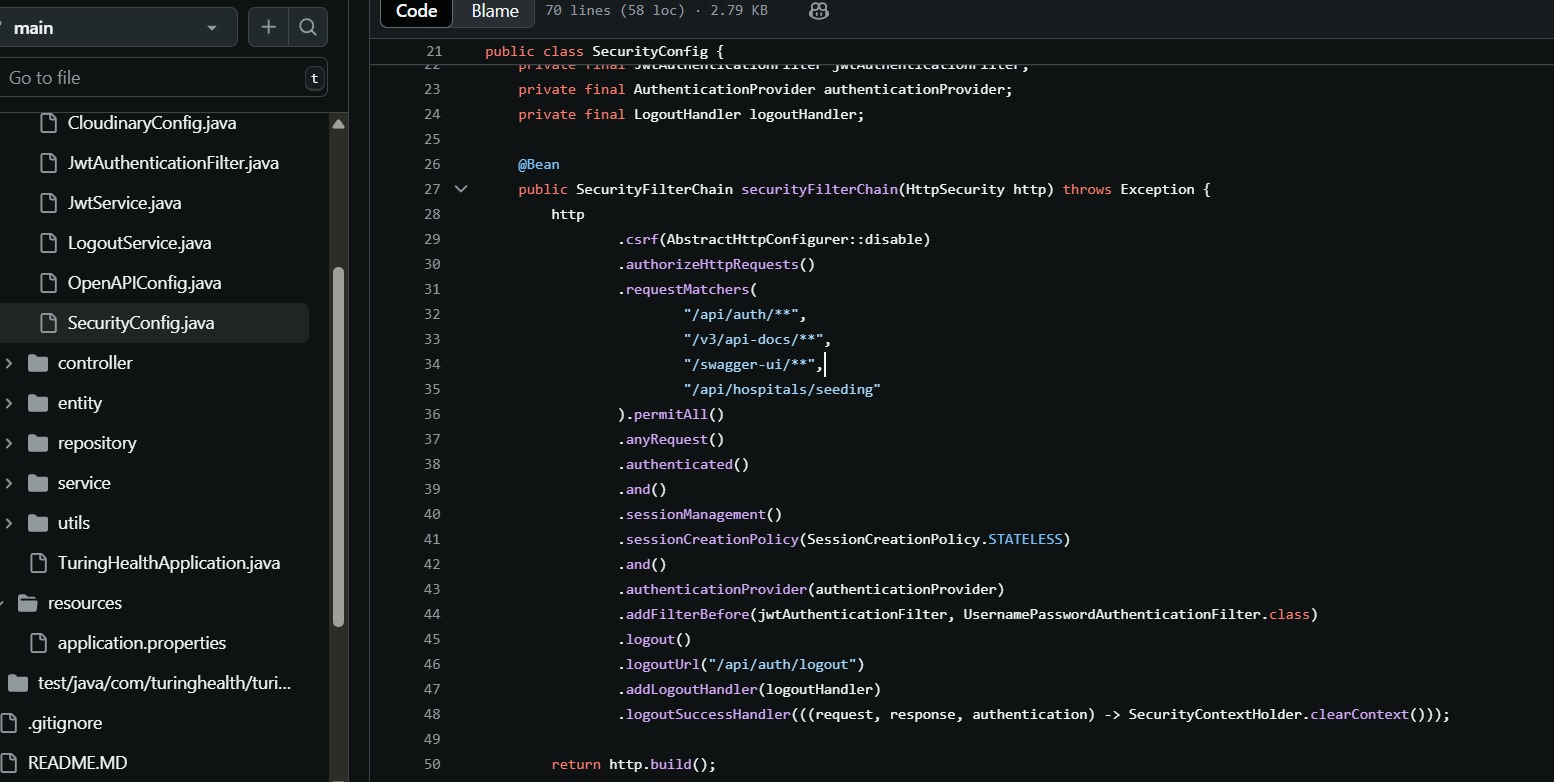 main
Go to file
t
CloudinaryConfig.java
JwtAuthenticationFilter.java
JwtService.java
LogoutService.java
OpenAPIConfig.java
SecurityConfig.java
controller
entity
repository
service
utils
TuringHealthApplication.java
resources
application.properties
test/java/com/turinghealth/turi...
.gitignore
README.MD
Code Blame 70 lines (58 loc) · 2.79 KB
21 public class SecurityConfig {
22 private final JwtAuthenticationFilter jwtAuthenticationFilter;
23 private final AuthenticationProvider authenticationProvider;
24 private final LogoutHandler logoutHandler;
25
26 @Bean
27 public SecurityFilterChain securityFilterChain(HttpSecurity http) throws Exception {
28 http
29 .csrf(AbstractHttpConfigurer::disable)
30 .authorizeHttpRequests()
31 .requestMatchers(
32 "/api/auth/**",
33 "/v3/api-docs/**",
34 "/swagger-ui/**",
35 "/api/hospitals/seeding"
36 ).permitAll()
37 .anyRequest()
38 .authenticated()
39 .and()
40 .sessionManagement()
41 .sessionCreationPolicy(SessionCreationPolicy.STATELESS)
42 .and()
43 .authenticationProvider(authenticationProvider)
44 .addFilterBefore(jwtAuthenticationFilter, UsernamePasswordAuthenticationFilter.class)
45 .logout()
46 .logoutUrl("/api/auth/logout")
47 .addLogoutHandler(logoutHandler)
48 .logoutSuccessHandler(((request, response, authentication) -> SecurityContextHolder.clearContext()));
49
50 return http.build();